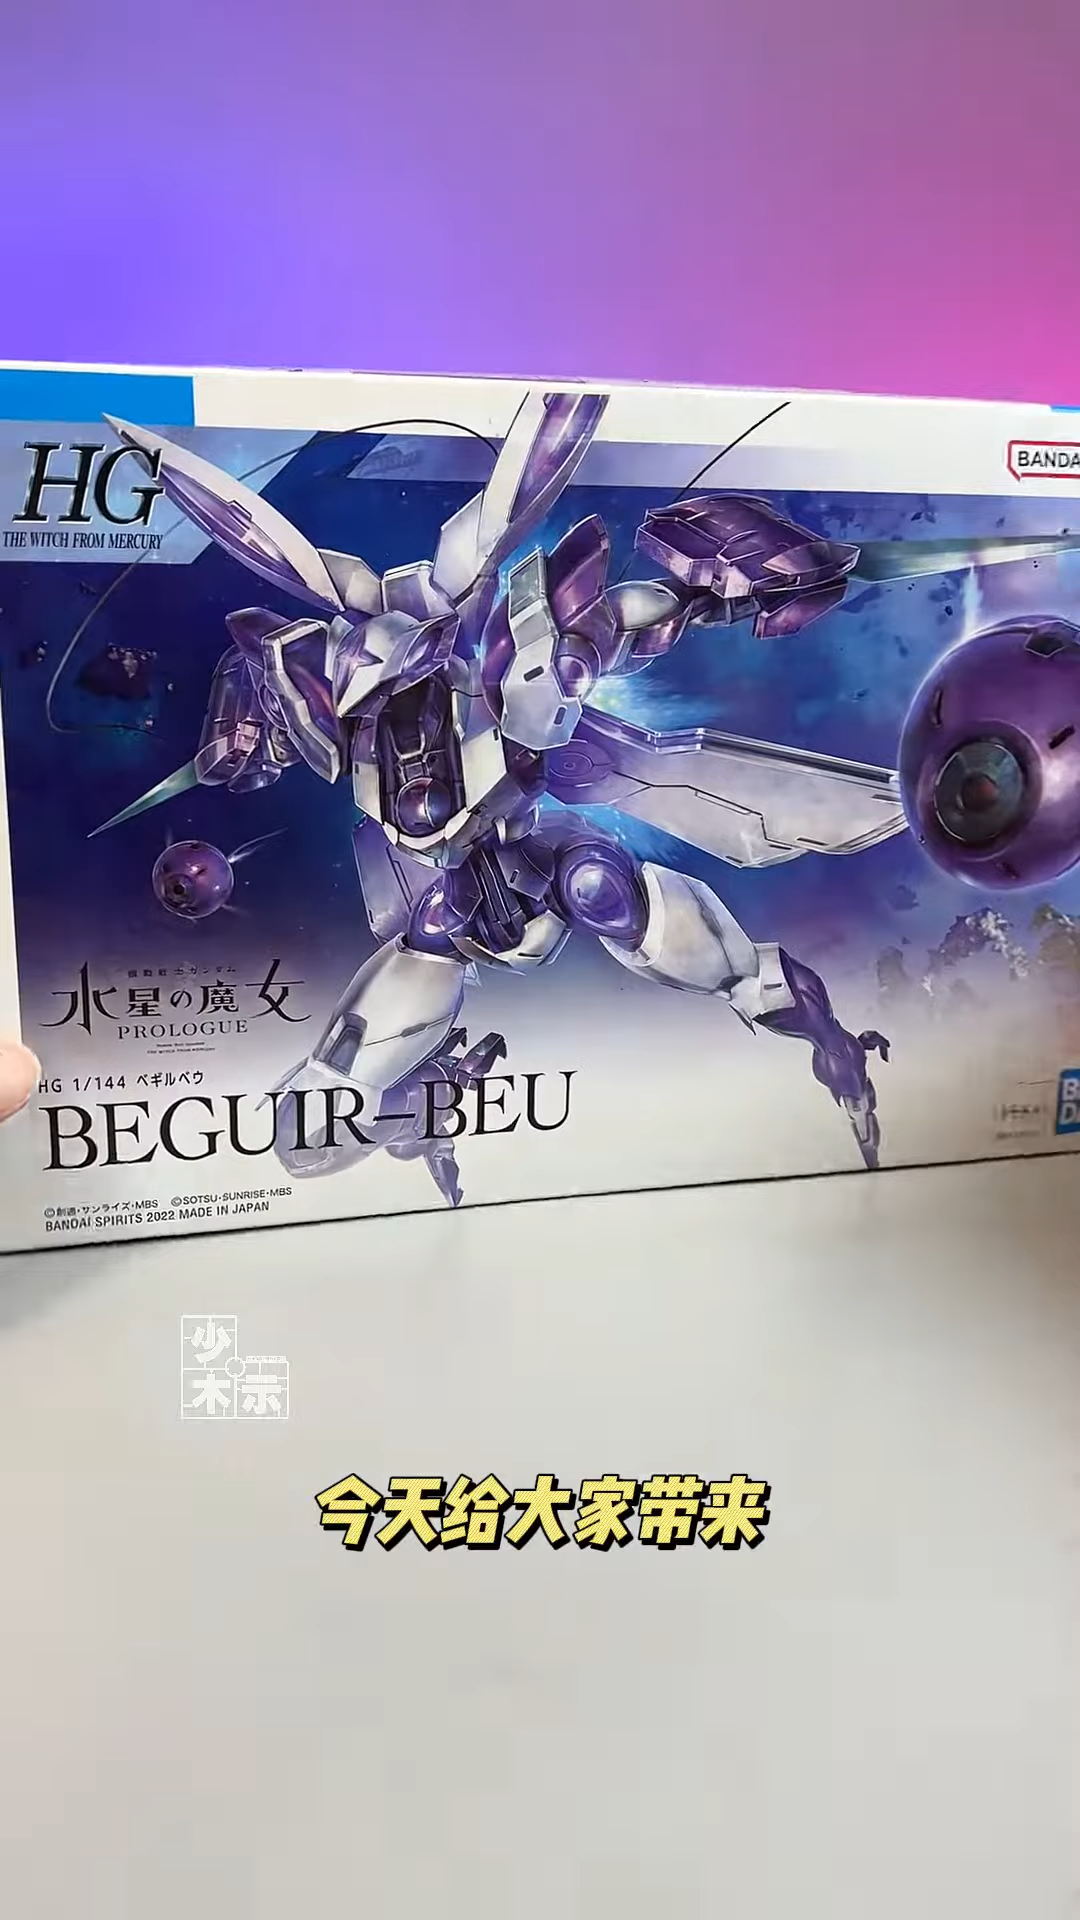 HG
THE WITCH FROM MERCURY
BANDA
機動戦士ガンダム
水星の魔女
PROLOGUE
HG 1/144 ベギルベウ
BEGUIR-BEU
©創通・サンライズ・MBS ©SOTSU・SUNRISE・MBS
BANDAI SPIRITS 2022 MADE IN JAPAN
少
木示
今天给大家带来